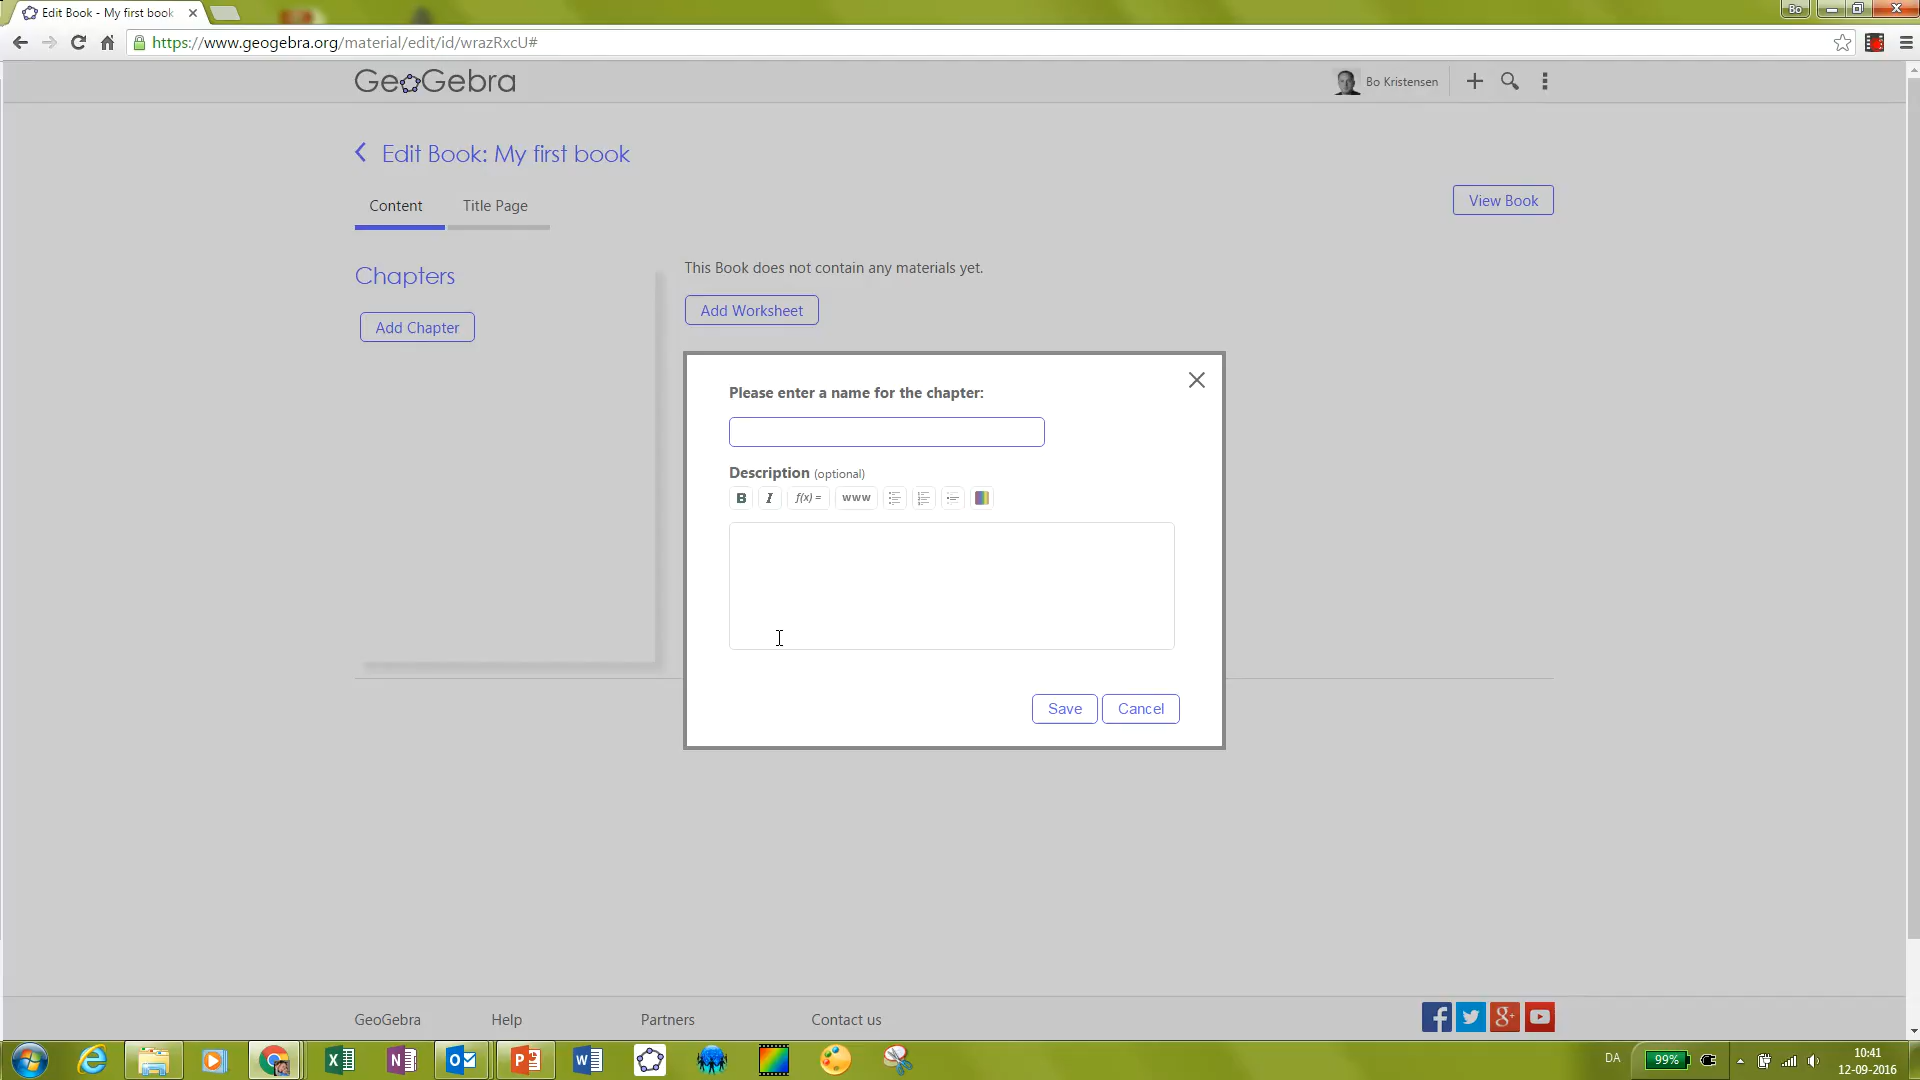 Edit Book - My first book
Bo
https://www.geogebra.org/material/edit/id/wrazRxcU#
GeoGebra
Bo Kristensen
Edit Book: My first book
Content
Title Page
View Book
Chapters
This Book does not contain any materials yet.
Add Worksheet
Add Chapter
Please enter a name for the chapter:
Description (optional)
B I f(x) = www
Save
Cancel
GeoGebra
Help
Partners
Contact us
DA
99%
10:41
12-09-2016